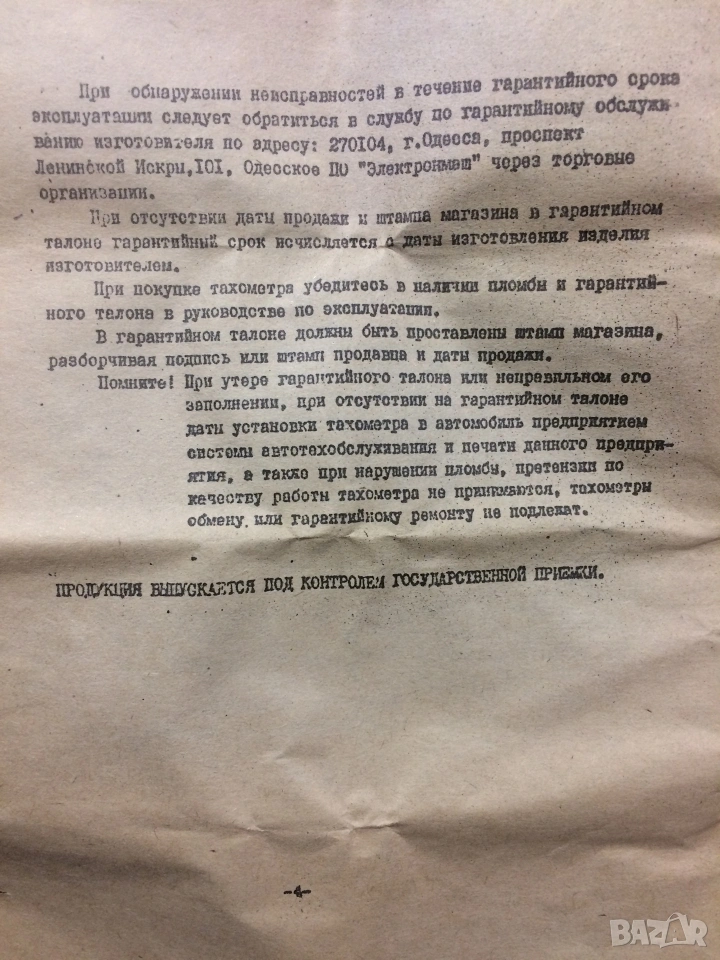 При обнаружении неисправностей в течение гарантийного срока
эксплуатации следует обратиться в службу по гарантийному обслужи-
ванию изготовителя по адресу: 270104, г.Одесса, проспект
Ленинской Искры,101, Одесское ПО "Электронмаш" через торговые
организации.
При отсутствии даты продажи и штампа магазина в гарантийном
талоне гарантийный срок исчисляется с даты изготовления изделия
изготовителем.
При покупке тахометра убедитесь в наличии пломбы и гарантий-
ного талона в руководстве по эксплуатации.
В гарантийном талоне должны быть проставлены штамп магазина,
разборчивая подпись или штамп продавца и даты продажи.
Помните! При утере гарантийного талона или неправильном его
заполнении, при отсутствии на гарантийном талоне
даты установки тахометра в автомобиль предприятием
системы автотехобслуживания и печати данного предпри-
ятия, а также при нарушении пломбы, претензии по
качеству работы тахометра не принимаются, тахометры
обмену или гарантийному ремонту не подлежат.
ПРОДУКЦИЯ ВЫПУСКАЕТСЯ ПОД КОНТРОЛЕМ ГОСУДАРСТВЕННОЙ ПРИЕМКИ.
-4-
BAZAR